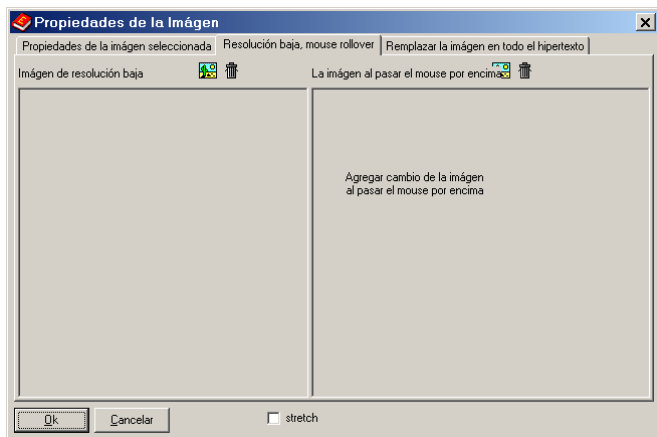 Propiedades de la Imágen
Propiedades de la imágen seleccionada
Resolución baja, mouse rollover
Remplazar la imágen en todo el hipertexto
Imágen de resolución baja
La imágen al pasar el mouse por encima
Agregar cambio de la imágen
al pasar el mouse por encima
Ok
Cancelar
stretch